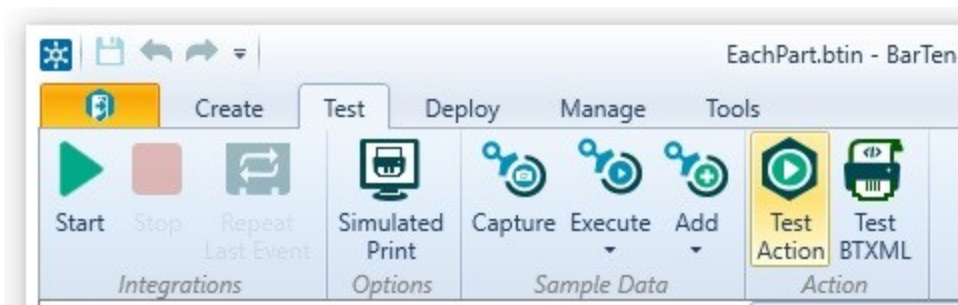 EachPart.btin - BarTen
Create Test Deploy Manage Tools
Start Stop Repeat Last Event Simulated Print Capture Execute Add Test Action Test BTXML
Integrations Options Sample Data Action